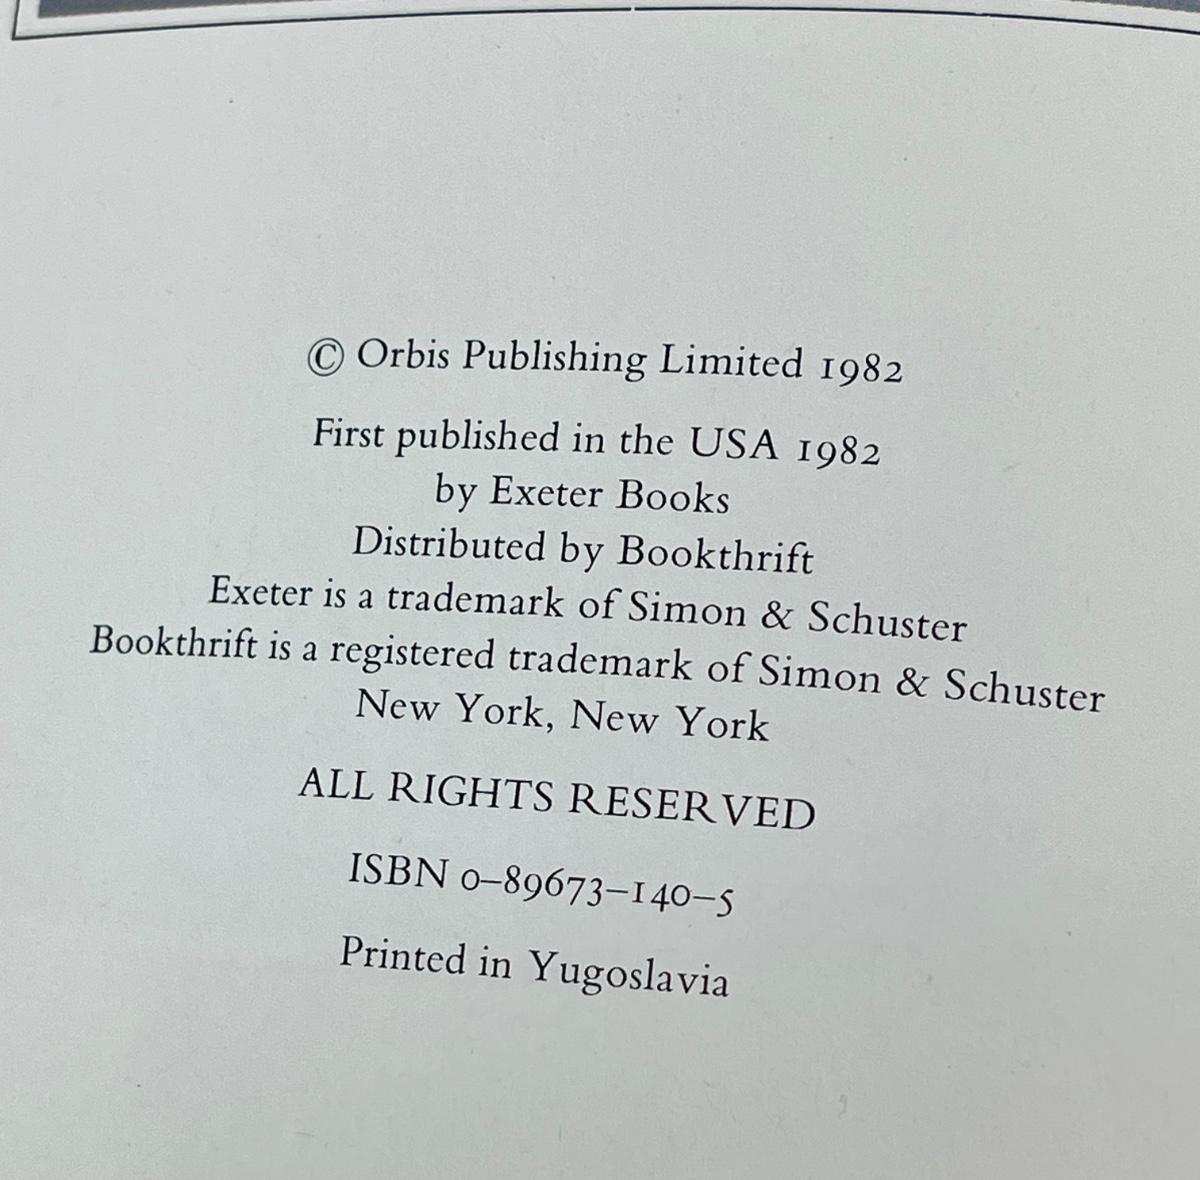 © Orbis Publishing Limited 1982
First published in the USA 1982
by Exeter Books
Distributed by Bookthrift
Exeter is a trademark of Simon & Schuster
Bookthrift is a registered trademark of Simon & Schuster
New York, New York
ALL RIGHTS RESERVED
ISBN 0–89673–140–5
Printed in Yugoslavia